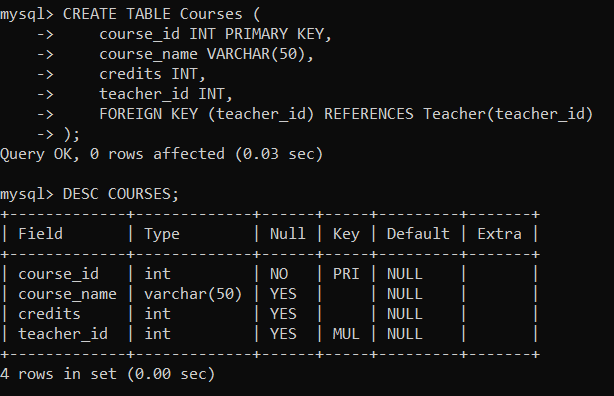 mysql> CREATE TABLE Courses (
    ->     course_id INT PRIMARY KEY,
    ->     course_name VARCHAR(50),
    ->     credits INT,
    ->     teacher_id INT,
    ->     FOREIGN KEY (teacher_id) REFERENCES Teacher(teacher_id)
    -> );
Query OK, 0 rows affected (0.03 sec)

mysql> DESC COURSES;
+-------------+-------------+------+-----+---------+-------+
| Field       | Type        | Null | Key | Default | Extra |
+-------------+-------------+------+-----+---------+-------+
| course_id   | int         | NO   | PRI | NULL    |       |
| course_name | varchar(50) | YES  |     | NULL    |       |
| credits     | int         | YES  |     | NULL    |       |
| teacher_id  | int         | YES  | MUL | NULL    |       |
+-------------+-------------+------+-----+---------+-------+
4 rows in set (0.00 sec)